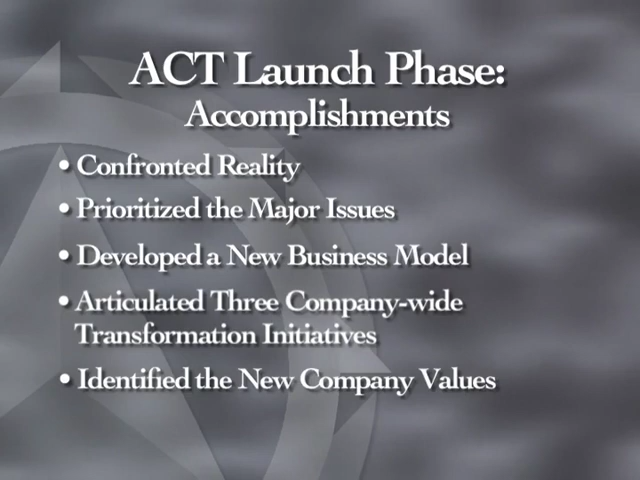 ACT Launch Phase:
Accomplishments
• Confronted Reality
• Prioritized the Major Issues
• Developed a New Business Model
• Articulated Three Company-wide
Transformation Initiatives
• Identified the New Company Values